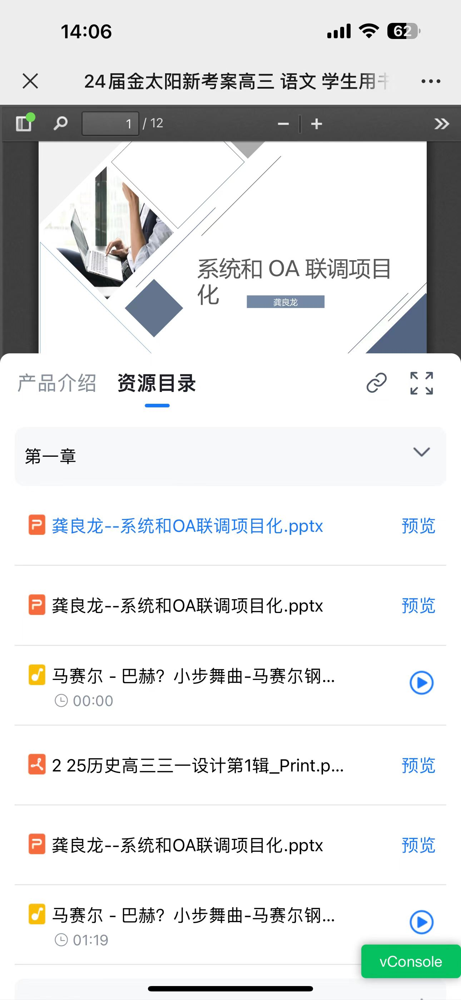 14:06
62
24届金太阳新考案高三 语文 学生用
1 / 12
系统和 OA 联调项目
化
龚良龙
产品介绍 资源目录
第一章
龚良龙--系统和OA联调项目化.pptx 预览
龚良龙--系统和OA联调项目化.pptx 预览
马赛尔 - 巴赫？小步舞曲-马赛尔钢...
00:00
2 25历史高三三一设计第1辑_Print.p... 预览
龚良龙--系统和OA联调项目化.pptx 预览
马赛尔 - 巴赫？小步舞曲-马赛尔钢...
01:19
vConsole